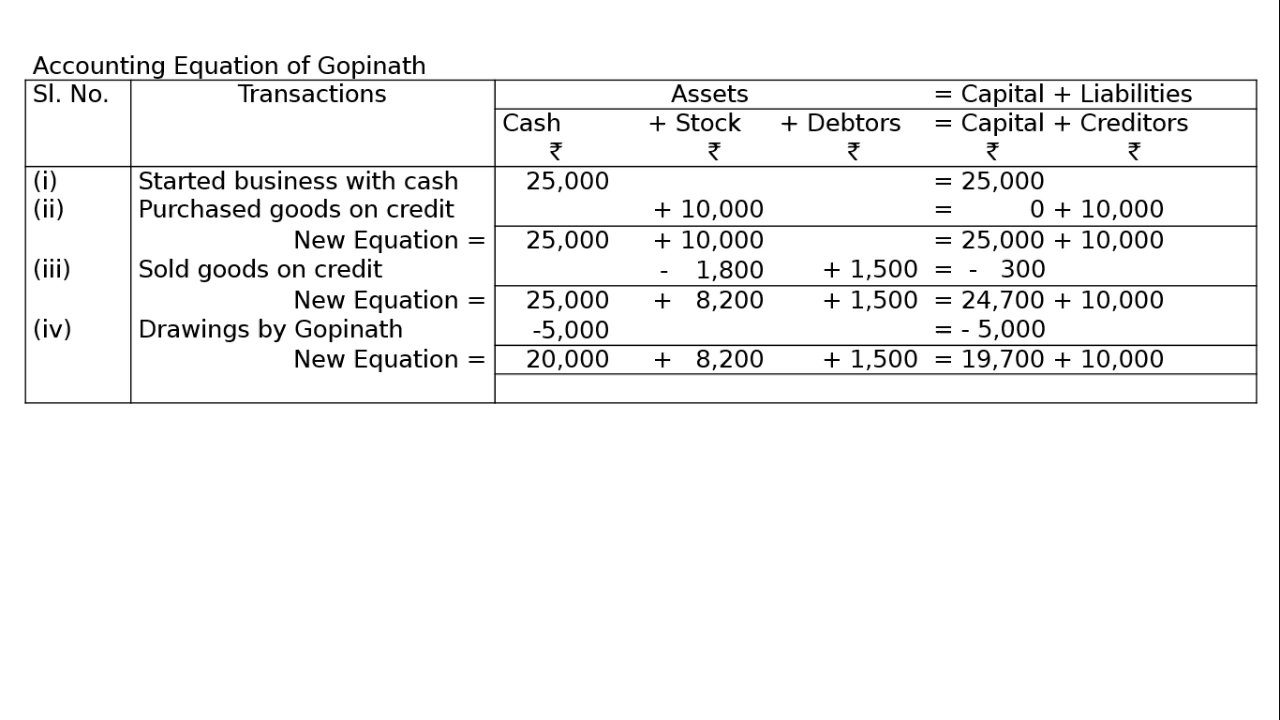 Accounting Equation of Gopinath
Sl. No. Transactions Assets = Capital + Liabilities
Cash + Stock + Debtors = Capital + Creditors
₹ ₹ ₹ ₹ ₹
(i) Started business with cash 25,000 = 25,000
(ii) Purchased goods on credit + 10,000 = 0 + 10,000
New Equation = 25,000 + 10,000 = 25,000 + 10,000
(iii) Sold goods on credit - 1,800 + 1,500 = - 300
New Equation = 25,000 + 8,200 + 1,500 = 24,700 + 10,000
(iv) Drawings by Gopinath -5,000 = - 5,000
New Equation = 20,000 + 8,200 + 1,500 = 19,700 + 10,000